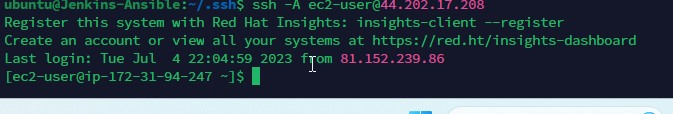 ubuntu@Jenkins-Ansible:~/.ssh$ ssh -A ec2-user@44.202.17.208
Register this system with Red Hat Insights: insights-client --register
Create an account or view all your systems at https://red.ht/insights-dashboard
Last login: Tue Jul  4 22:04:59 2023 from 81.152.239.86
[ec2-user@ip-172-31-94-247 ~]$